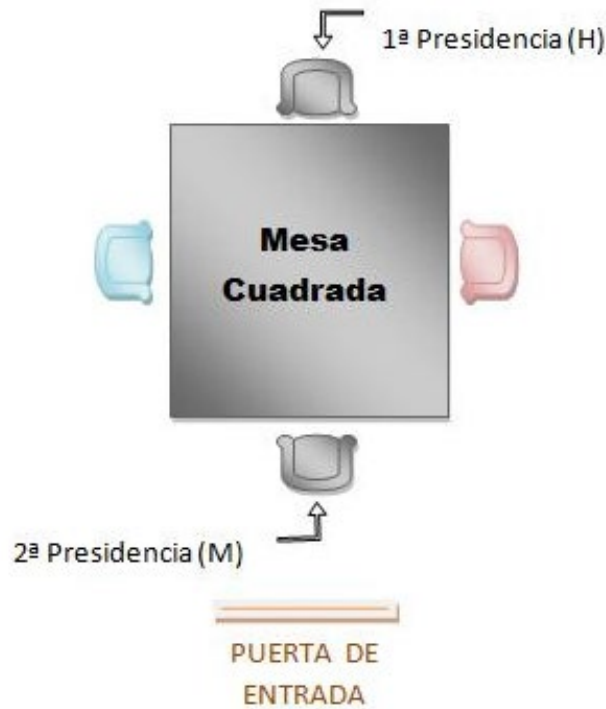 1ª Presidencia (H)
Mesa
Cuadrada
2ª Presidencia (M)
PUERTA DE
ENTRADA